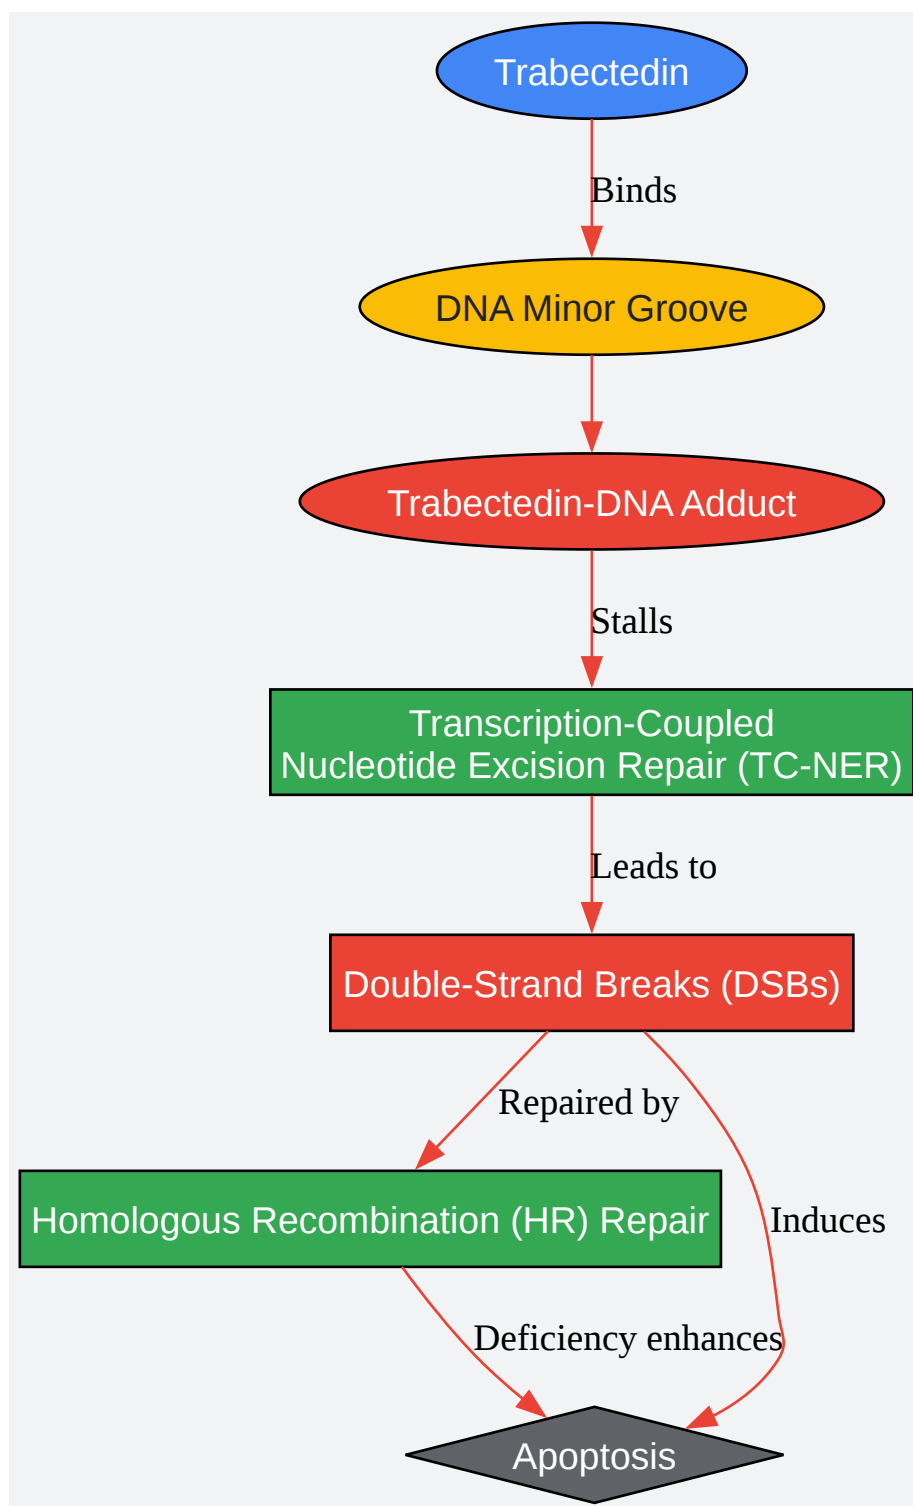 Trabectedin
Binds
DNA Minor Groove
Trabectedin-DNA Adduct
Stalls
Transcription-Coupled
Nucleotide Excision Repair (TC-NER)
Leads to
Double-Strand Breaks (DSBs)
Repaired by
Homologous Recombination (HR) Repair
Induces
Deficiency enhances
Apoptosis